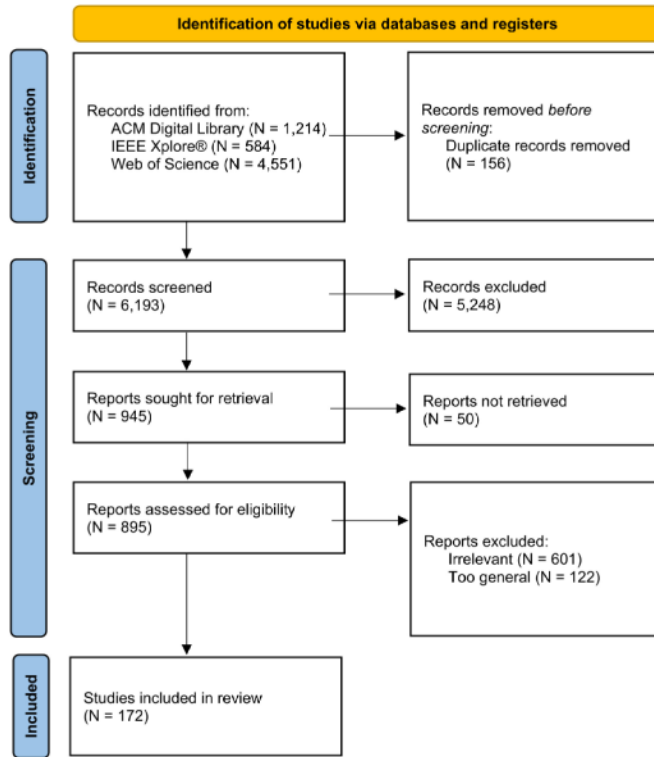 Identification of studies via databases and registers
Identification
Records identified from:
ACM Digital Library (N = 1,214)
IEEE Xplore® (N = 584)
Web of Science (N = 4,551)
Records removed before
screening:
Duplicate records removed
(N = 156)
Screening
Records screened
(N = 6,193)
Records excluded
(N = 5,248)
Reports sought for retrieval
(N = 945)
Reports not retrieved
(N = 50)
Reports assessed for eligibility
(N = 895)
Reports excluded:
Irrelevant (N = 601)
Too general (N = 122)
Included
Studies included in review
(N = 172)